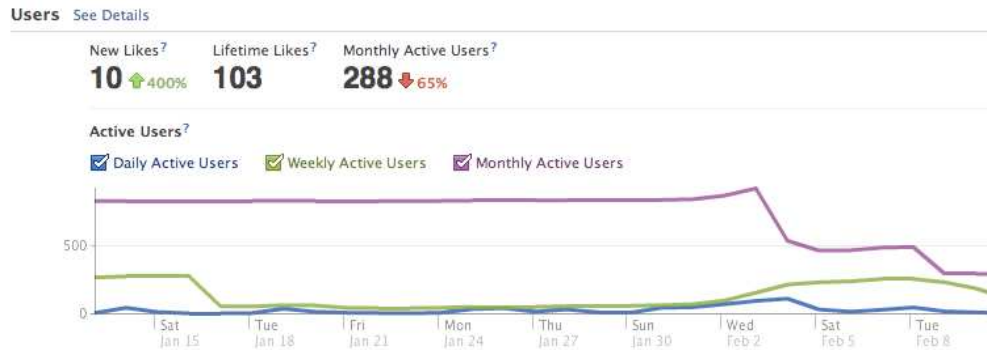 Users See Details
New Likes? Lifetime Likes? Monthly Active Users?
10 400% 103 288 65%
Active Users?
Daily Active Users Weekly Active Users Monthly Active Users
500
0
Sat Tue Fri Mon Thu Sun Wed Sat Tue
Jan 15 Jan 18 Jan 21 Jan 24 Jan 27 Jan 30 Feb 2 Feb 5 Feb 8